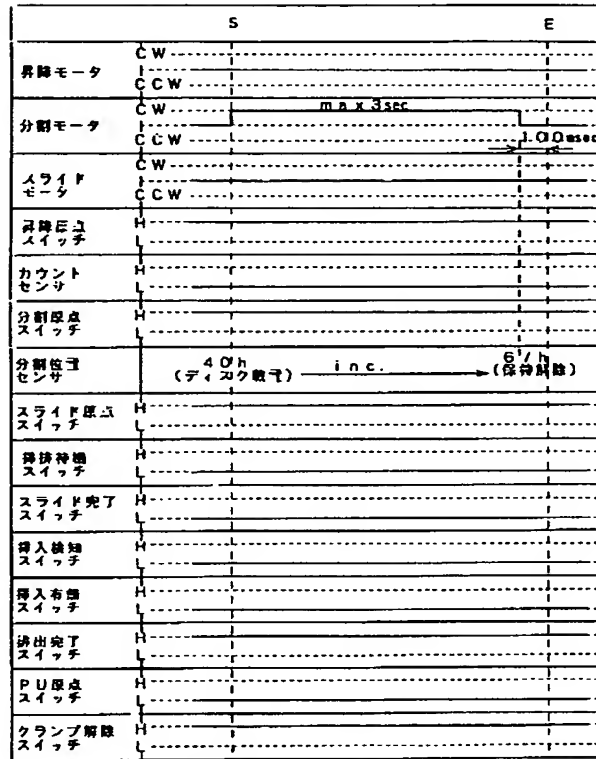 S E
昇降モータ CW
CCW
分割モータ CW max3sec
CCW 100msec
スライド
モータ CW
CCW
昇降原点
スイッチ H
L
カウント
センサ H
L
分割原点
スイッチ H
L
分割位置
センサ 40h inc. 67h
(ディスク載置) (保持解除)
スライド原点
スイッチ H
L
挿排待機
スイッチ H
L
スライド完了
スイッチ H
L
挿入検知
スイッチ H
L
挿入有無
スイッチ H
L
排出完了
スイッチ H
L
PU原点
スイッチ H
L
クランプ解除
スイッチ H
L